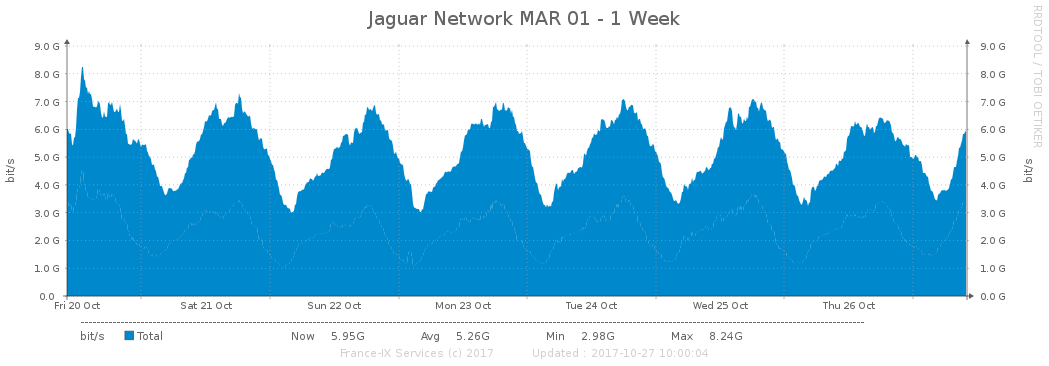 Jaguar Network MAR 01 - 1 Week
RRDTOOL / TOBI OETIKER
bit/s
9.0 G 9.0 G
8.0 G 8.0 G
7.0 G 7.0 G
6.0 G 6.0 G
5.0 G 5.0 G
4.0 G 4.0 G
3.0 G 3.0 G
2.0 G 2.0 G
1.0 G 1.0 G
0.0 0.0 G
bit/s
Fri 20 Oct Sat 21 Oct Sun 22 Oct Mon 23 Oct Tue 24 Oct Wed 25 Oct Thu 26 Oct
bit/s Total Now 5.95G Avg 5.26G Min 2.98G Max 8.24G
France-IX Services (c) 2017 Updated : 2017-10-27 10:00:04